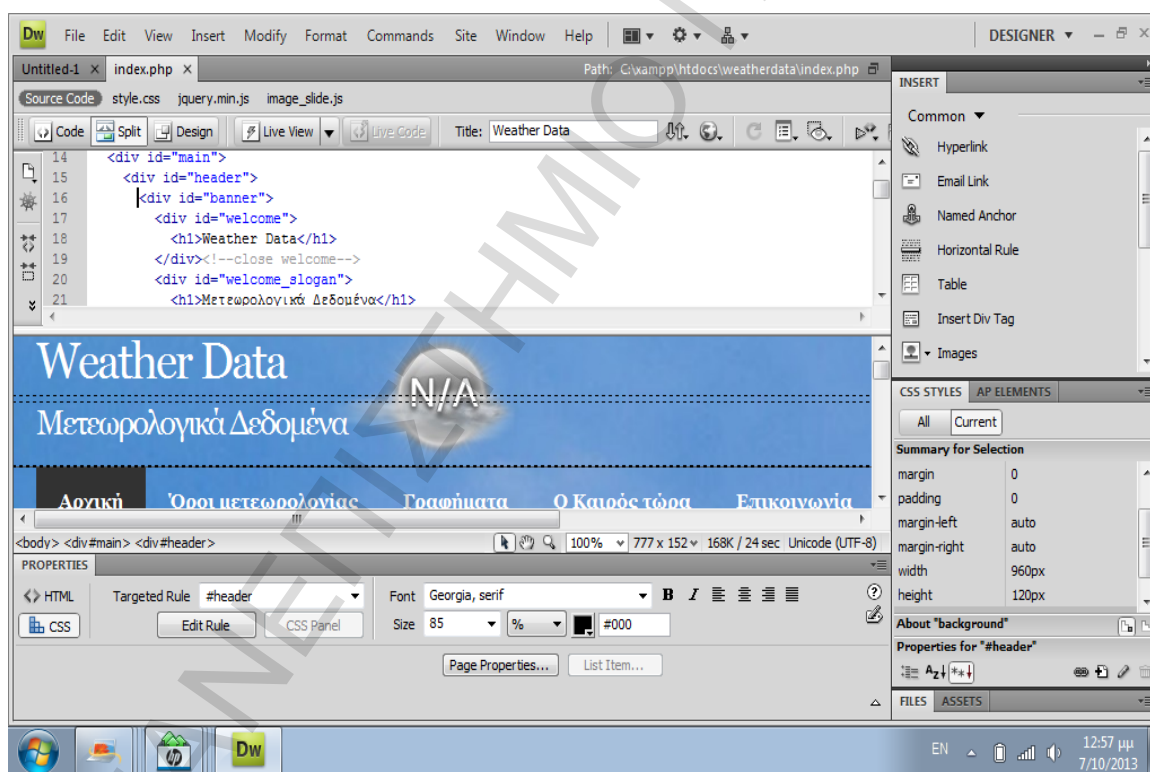 Dw File Edit View Insert Modify Format Commands Site Window Help DESIGNER
Untitled-1 × index.php × Path: C:\xampp\htdocs\weatherdata\index.php
Source Code style.css jquery.min.js image_slide.js
Code Split Design Live View Live Code Title: Weather Data
14 <div id="main">
15 <div id="header">
16 <div id="banner">
17 <div id="welcome">
18 <h1>Weather Data</h1>
19 </div><!--close welcome-->
20 <div id="welcome_slogan">
21 <h1>Μετεωρολογικά Δεδομένα</h1>
Weather Data
N/A
Μετεωρολογικά Δεδομένα
Αρχική Όροι μετεωρολογίας Γραφήματα Ο Καιρός τώρα Επικοινωνία
<body> <div#main> <div#header> 100% 777 x 152 168K / 24 sec Unicode (UTF-8)
PROPERTIES
<> HTML Targeted Rule #header Font Georgia, serif B I
CSS Edit Rule CSS Panel Size 85 % #000
Page Properties... List Item...
INSERT
Common
Hyperlink
Email Link
Named Anchor
Horizontal Rule
Table
Insert Div Tag
Images
CSS STYLES AP ELEMENTS
All Current
Summary for Selection
margin 0
padding 0
margin-left auto
margin-right auto
width 960px
height 120px
About "background"
Properties for "#header"
FILES ASSETS
hp Dw EN 12:57 μμ
7/10/2013
ΠΑΝΕΠΙΣΤΗΜΙΟ